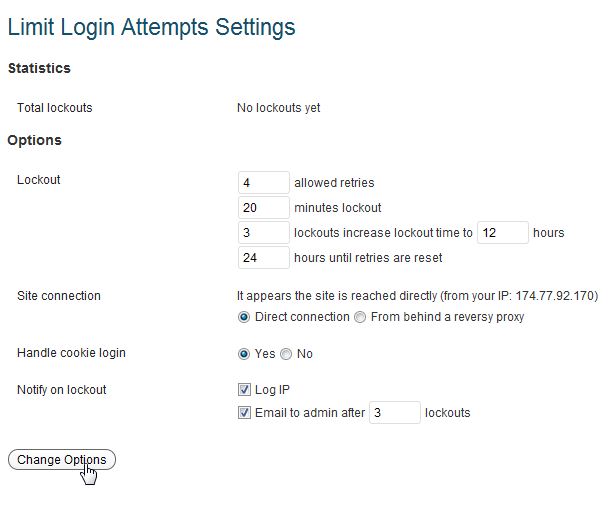 Limit Login Attempts Settings
Statistics
Total lockouts No lockouts yet
Options
Lockout 4 allowed retries
20 minutes lockout
3 lockouts increase lockout time to 12 hours
24 hours until retries are reset
Site connection It appears the site is reached directly (from your IP: 174.77.92.170)
Direct connection From behind a reversy proxy
Handle cookie login Yes No
Notify on lockout Log IP
Email to admin after 3 lockouts
Change Options